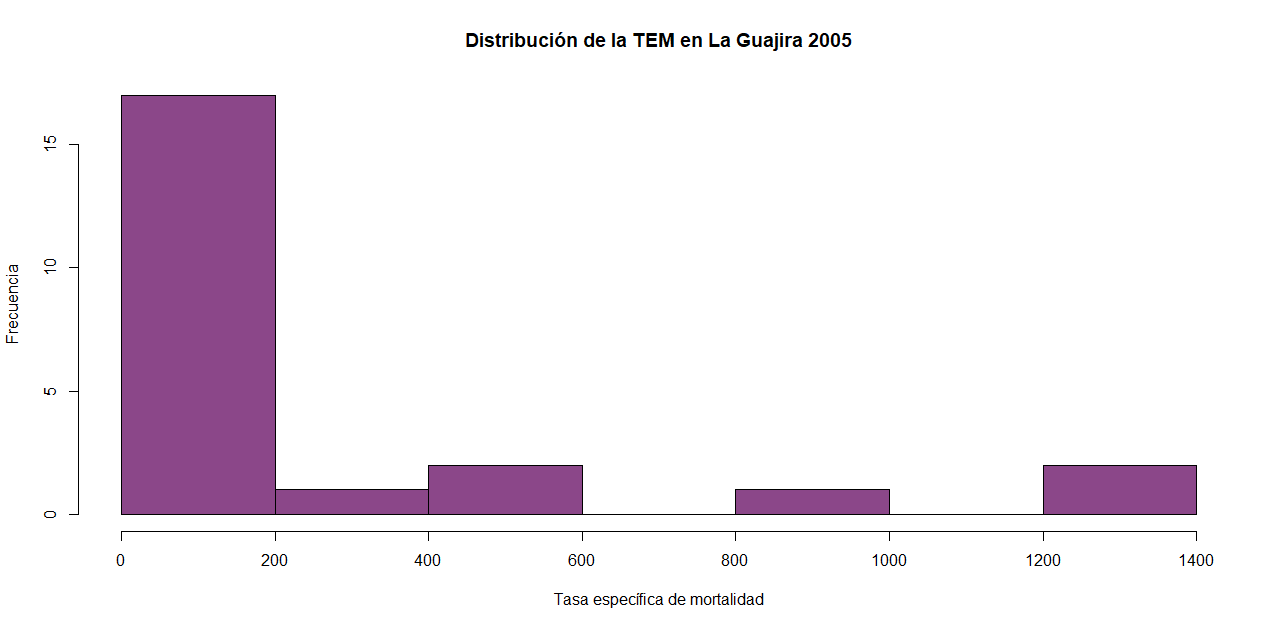 Distribución de la TEM en La Guajira 2005
Frecuencia
15
10
5
0
0 200 400 600 800 1000 1200 1400
Tasa específica de mortalidad